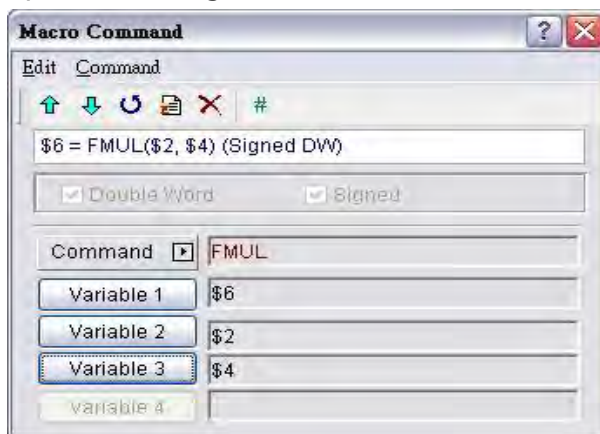 Macro Command
Edit Command
#
$6 = FMUL($2, $4) (Signed DW)
Double Word Signed
Command FMUL
Variable 1 $6
Variable 2 $2
Variable 3 $4
Variable 4